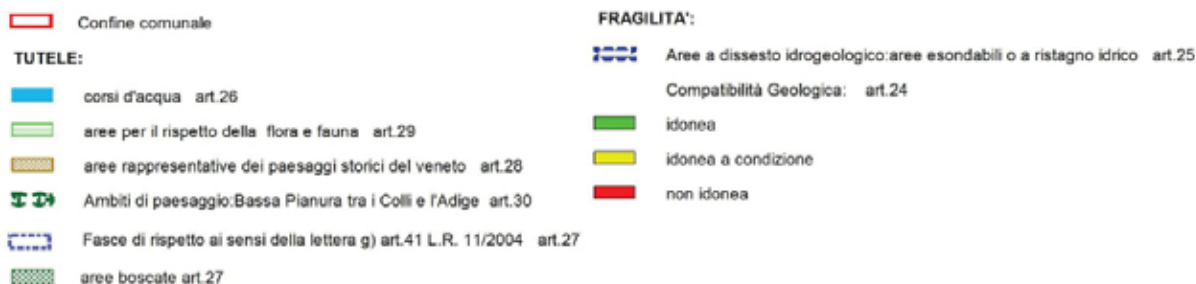 Confine comunale
TUTELE:
corsi d'acqua art.26
aree per il rispetto della flora e fauna art.29
aree rappresentative dei paesaggi storici del veneto art.28
Ambiti di paesaggio:Bassa Pianura tra i Colli e l'Adige art.30
Fasce di rispetto ai sensi della lettera g) art.41 L.R. 11/2004 art.27
aree boscate art.27
FRAGILITA':
Aree a dissesto idrogeologico:aree esondabili o a ristagno idrico art.25
Compatibilità Geologica: art.24
idonea
idonea a condizione
non idonea